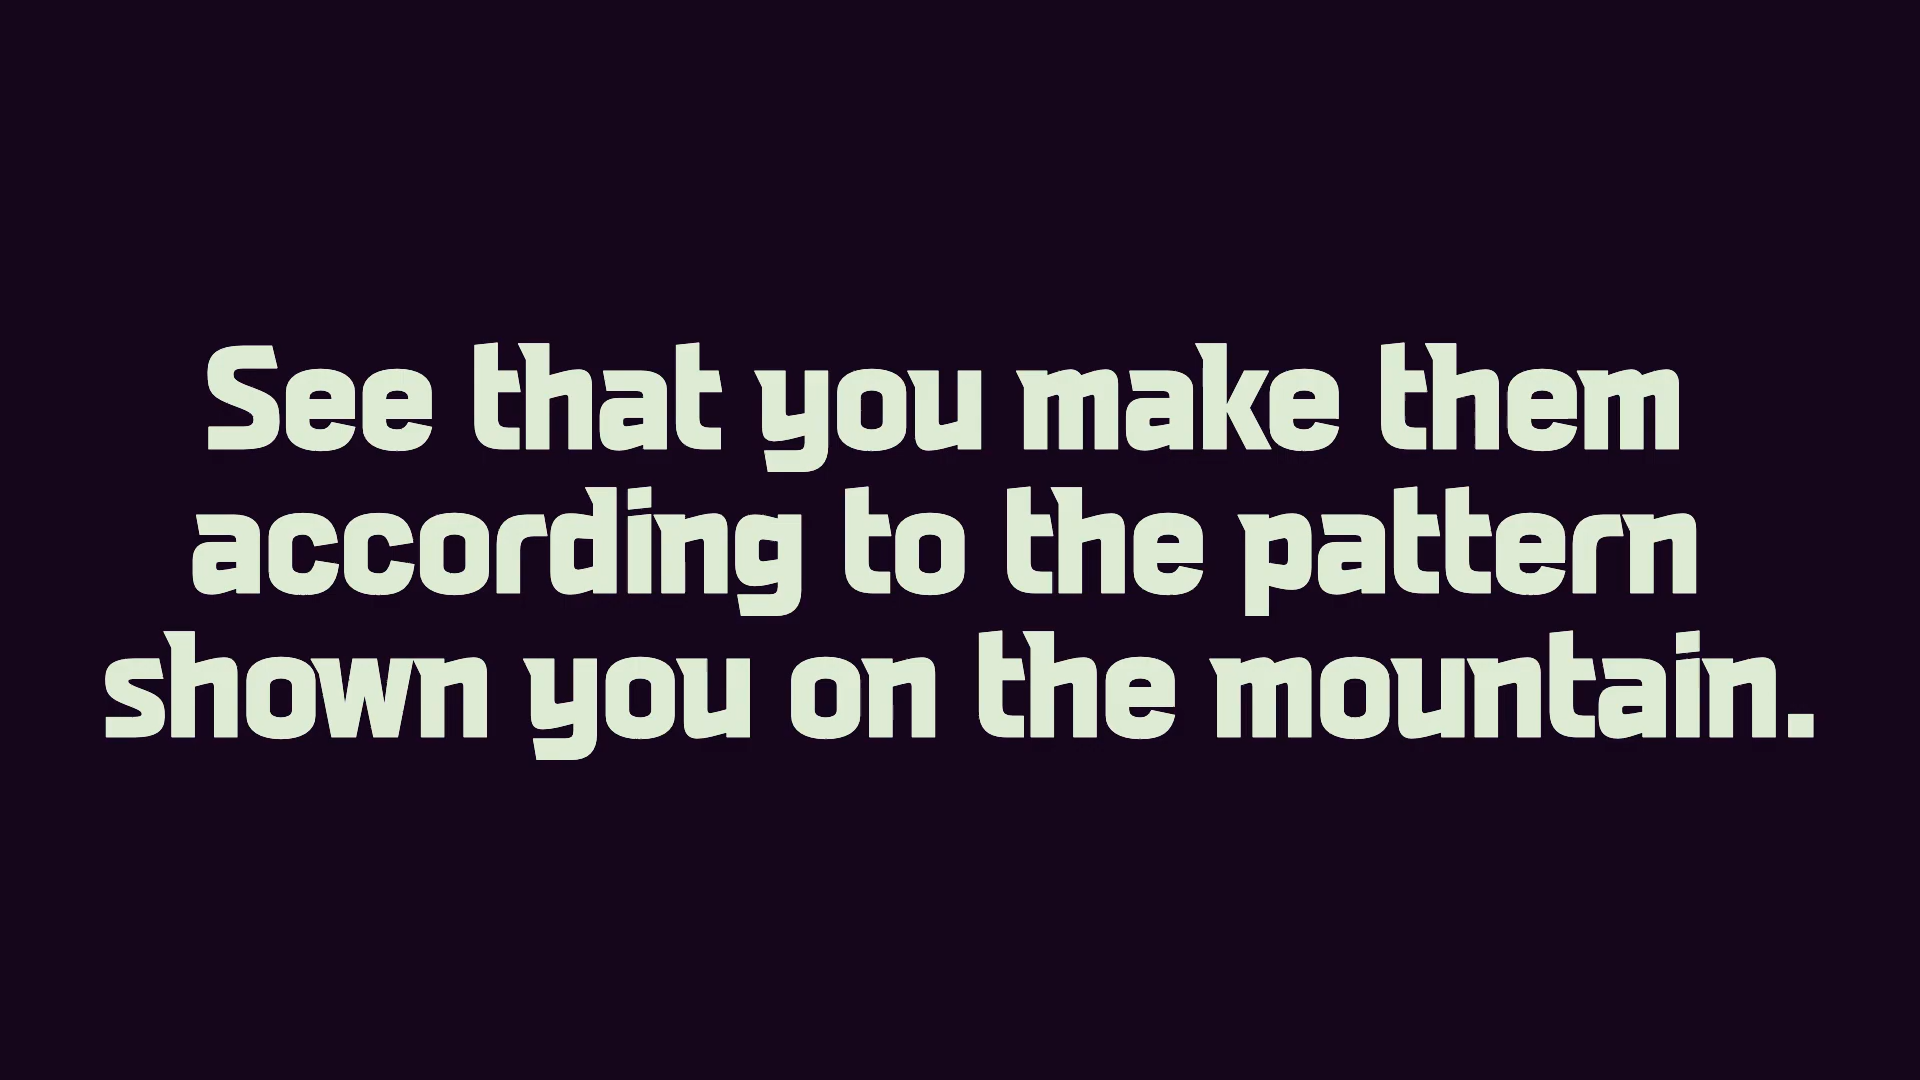 See that you make them
according to the pattern
shown you on the mountain.